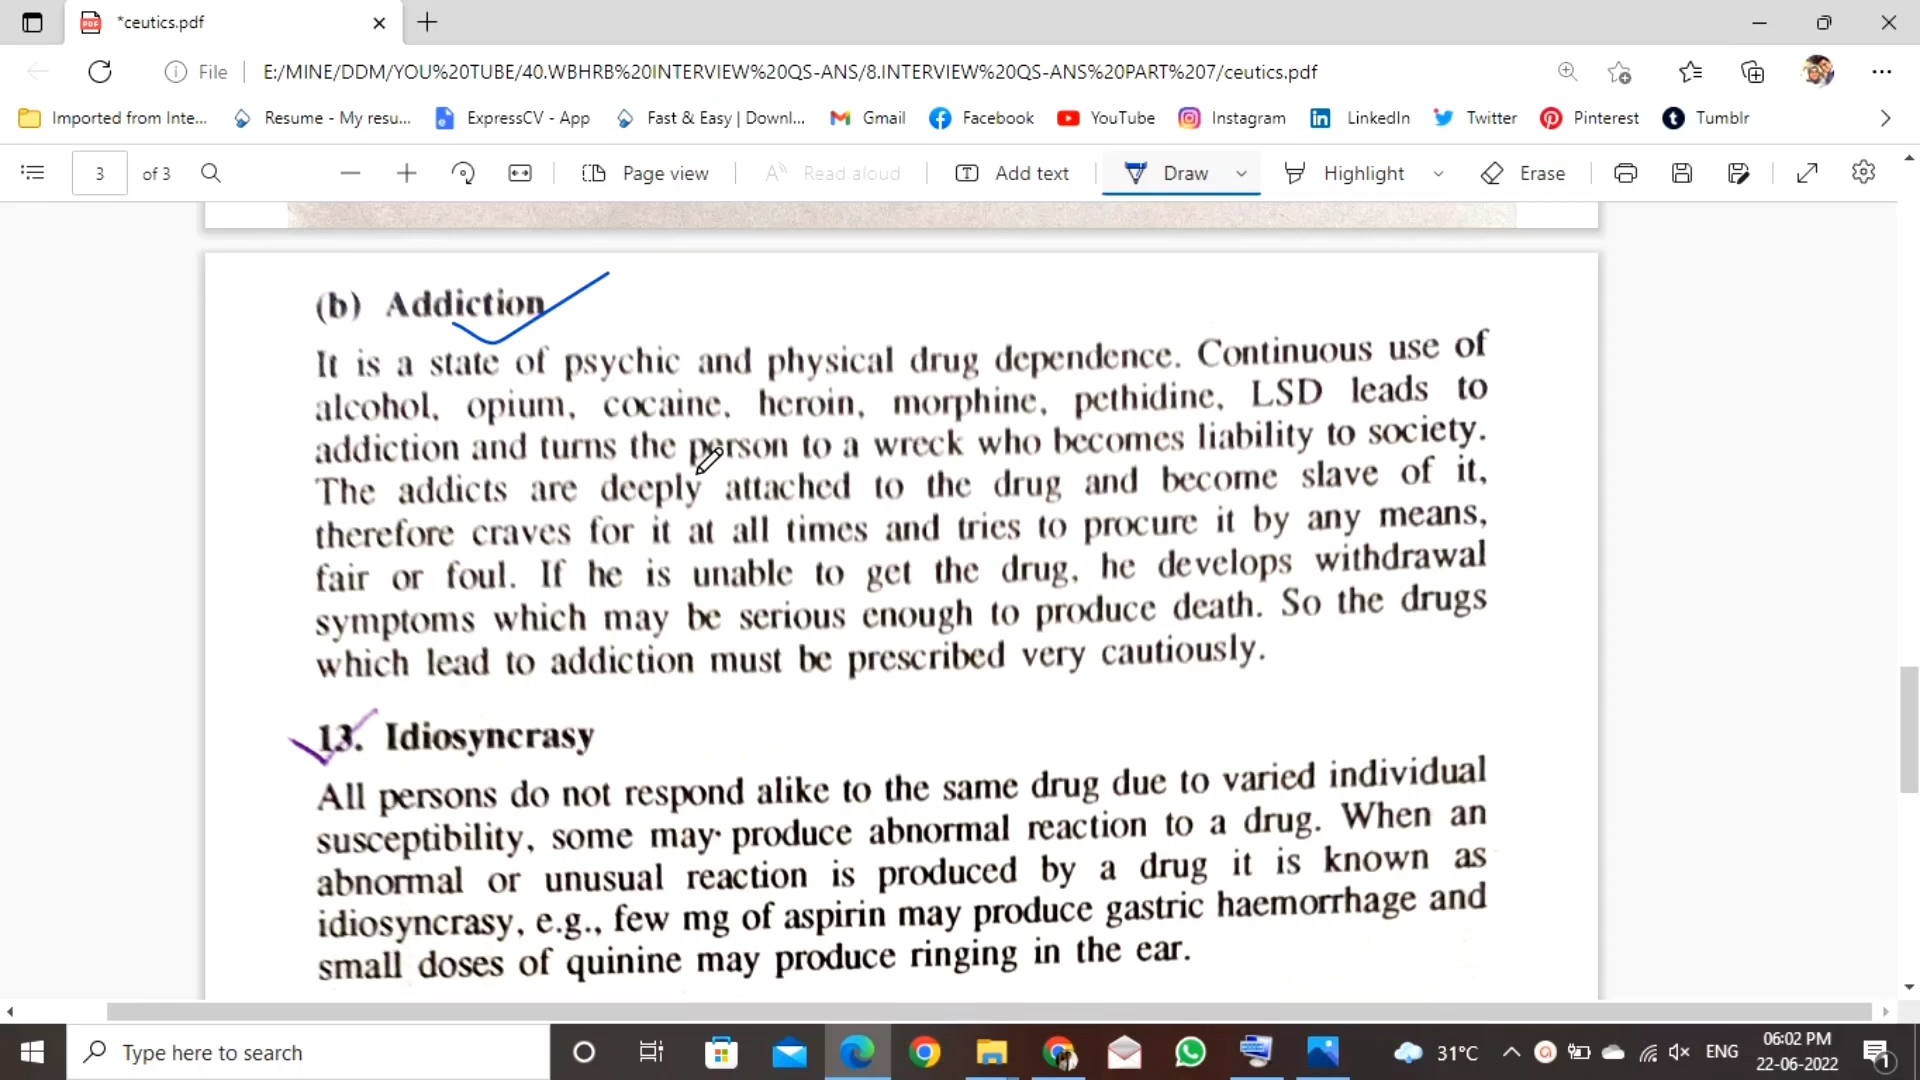 *ceutics.pdf
File
E:/MINE/DDM/YOU%20TUBE/40.WBHRB%20INTERVIEW%20QS-ANS/8.INTERVIEW%20QS-ANS%20PART%207/ceutics.pdf
Imported from Inte... Resume - My resu... ExpressCV - App Fast & Easy | Downl... Gmail Facebook YouTube Instagram LinkedIn Twitter Pinterest Tumblr
3 of 3 Page view Read aloud Add text Draw Highlight Erase
(b) Addiction
It is a state of psychic and physical drug dependence. Continuous use of
alcohol, opium, cocaine, heroin, morphine, pethidine, LSD leads to
addiction and turns the person to a wreck who becomes liability to society.
The addicts are deeply attached to the drug and become slave of it,
therefore craves for it at all times and tries to procure it by any means,
fair or foul. If he is unable to get the drug, he develops withdrawal
symptoms which may be serious enough to produce death. So the drugs
which lead to addiction must be prescribed very cautiously.
13. Idiosyncrasy
All persons do not respond alike to the same drug due to varied individual
susceptibility, some may produce abnormal reaction to a drug. When an
abnormal or unusual reaction is produced by a drug it is known as
idiosyncrasy, e.g., few mg of aspirin may produce gastric haemorrhage and
small doses of quinine may produce ringing in the ear.
Type here to search
31°C
ENG
06:02 PM
22-06-2022
1